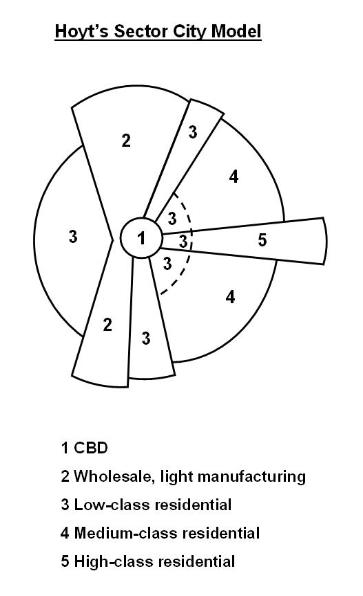 Hoyt's Sector City Model
2
3
4
3
3
1
3
5
3
4
2
3
1 CBD
2 Wholesale, light manufacturing
3 Low-class residential
4 Medium-class residential
5 High-class residential